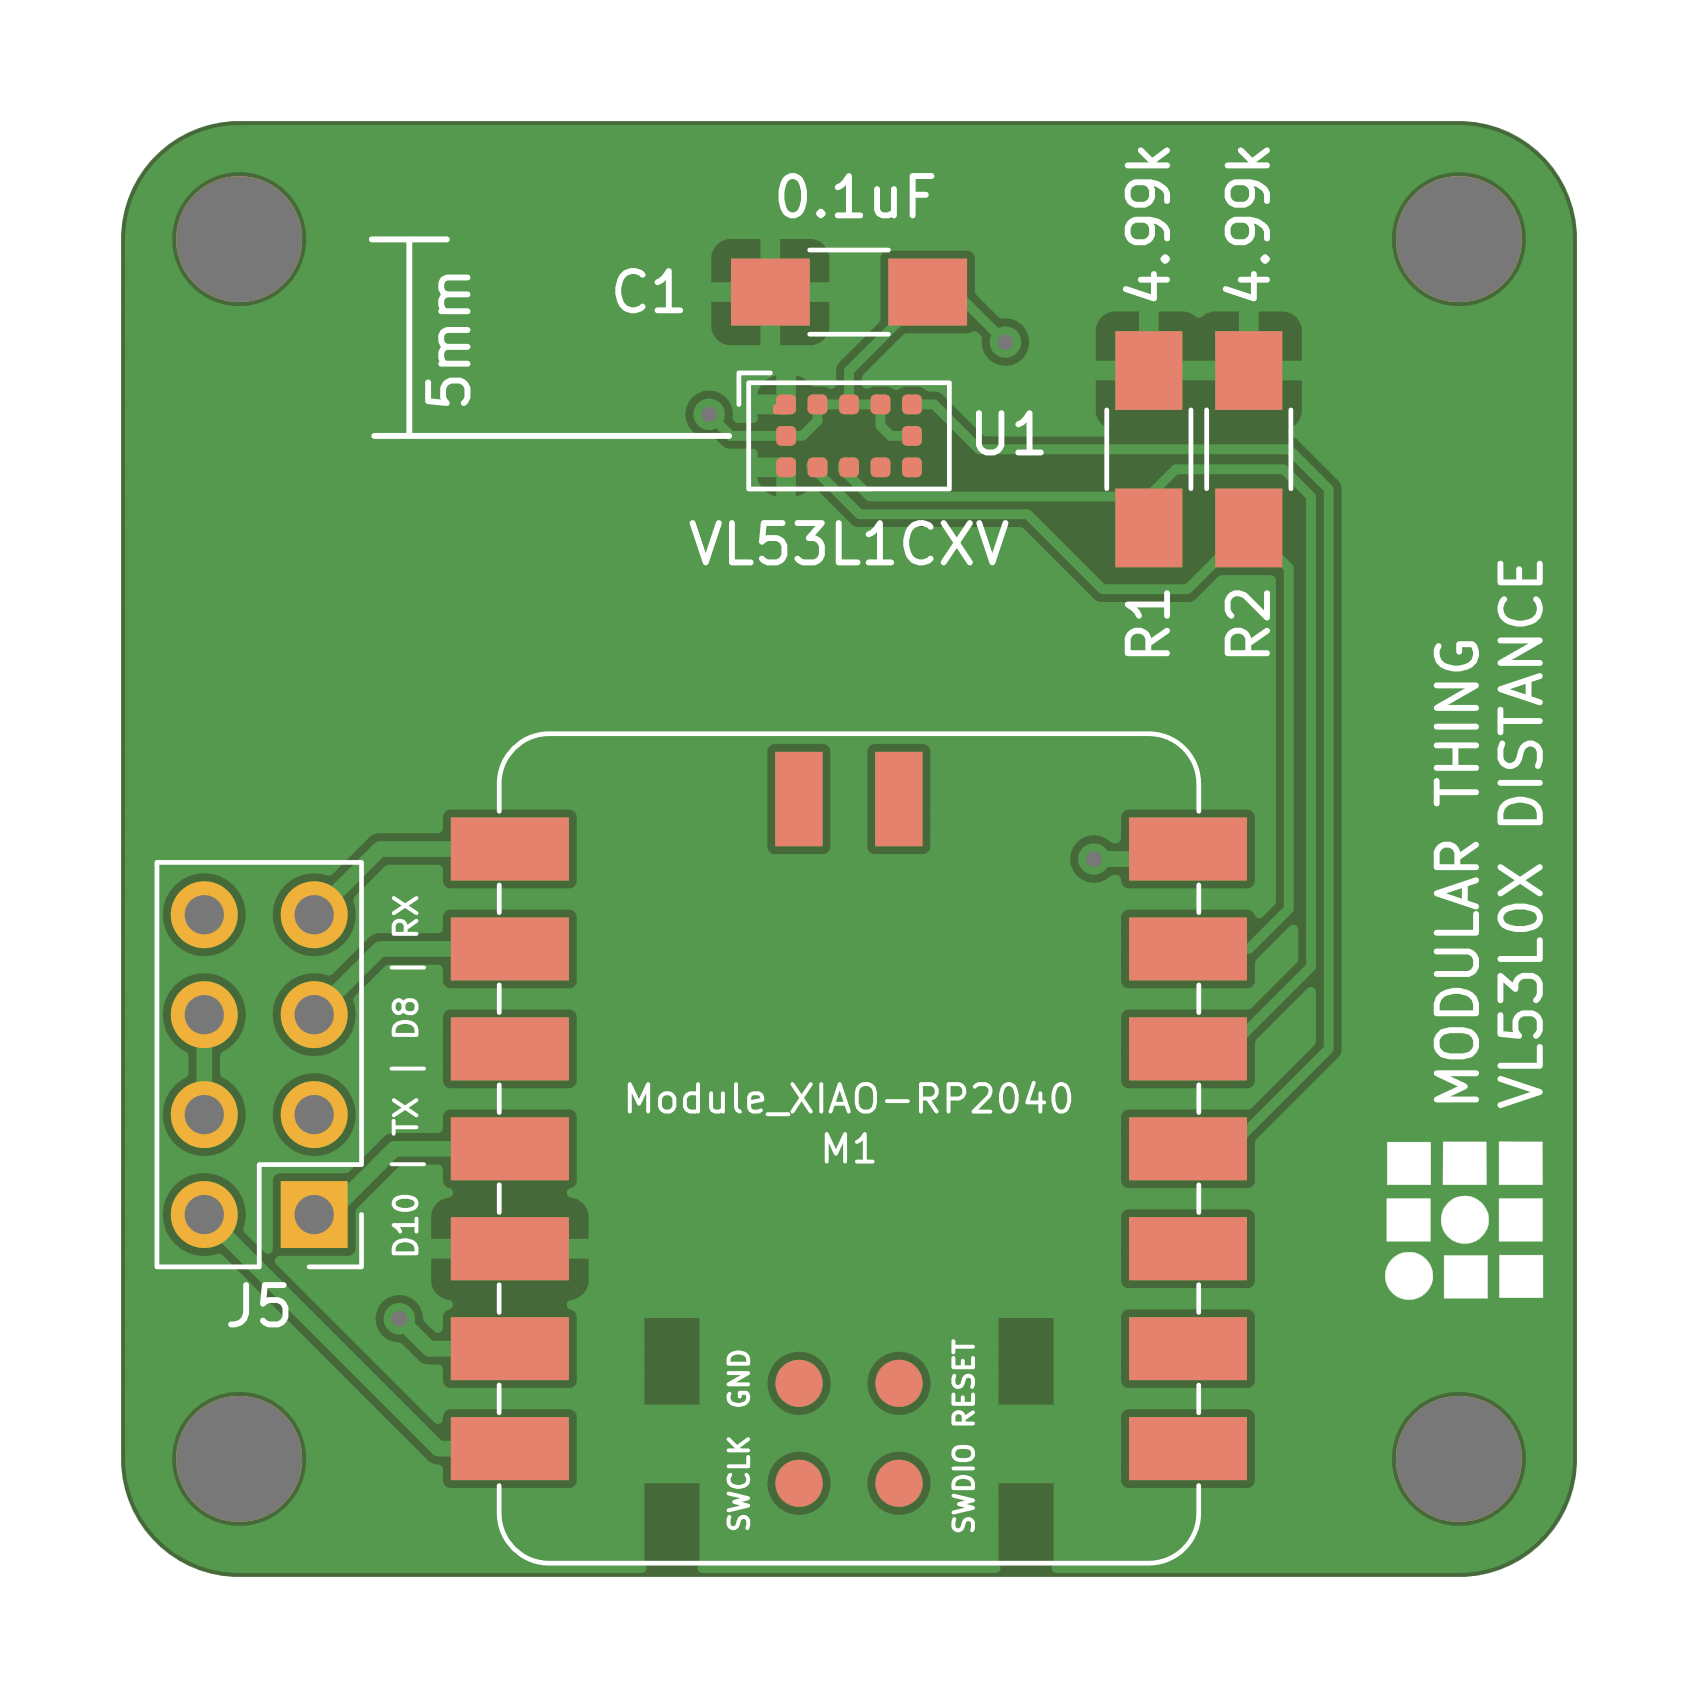 0.1uF
C1
4.99k
4.99k
5mm
U1
VL53L1CXV
R1
R2
MODULAR THING
VL53L0X DISTANCE
D10 | TX | D8 | RX
Module_XIAO-RP2040
M1
J5
GND
RESET
SWCLK
SWDIO